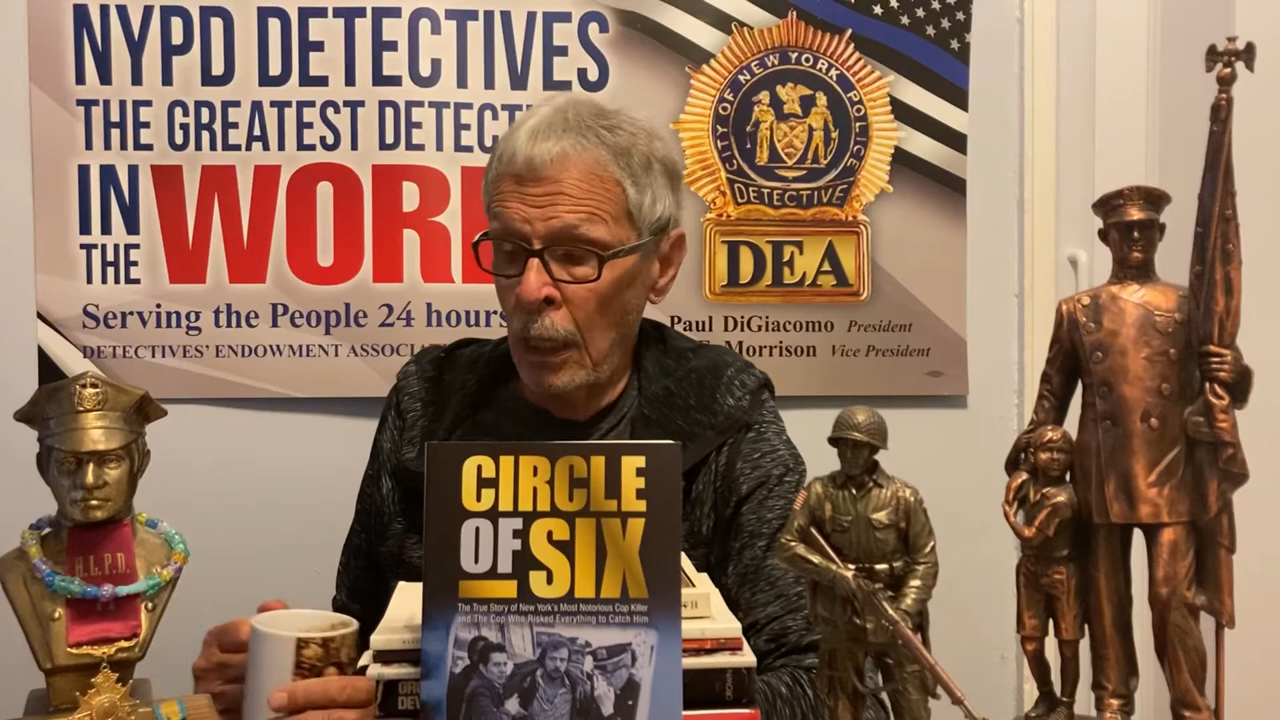 NYPD DETECTIVES
THE GREATEST DETECT
IN THE WOR
Serving the People 24 hours
DETECTIVES' ENDOWMENT ASSOCIAT
CITY OF NEW YORK POLICE
DETECTIVE
DEA
Paul DiGiacomo President
Morrison Vice President
H.L.P.D.
CIRCLE
OF SIX
The True Story of New York's Most Notorious Cop Killer
and The Cop Who Risked Everything to Catch Him